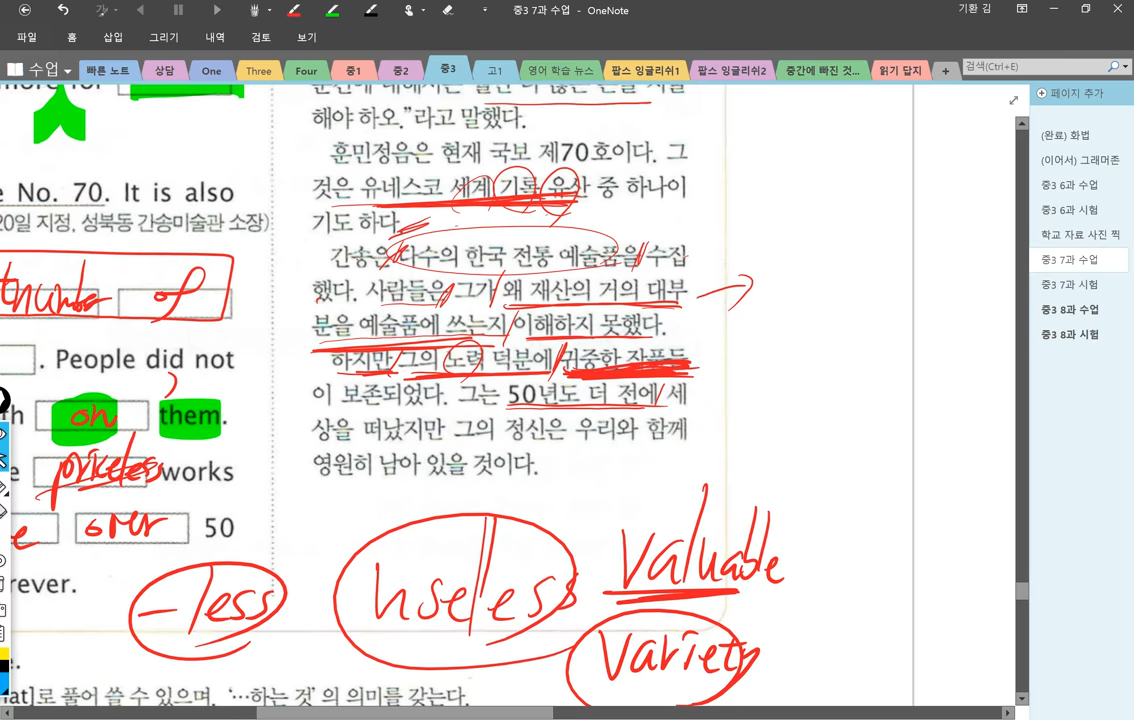 중3 7과 수업 - OneNote
기환 김
파일 홈 삽입 그리기 내역 검토 보기
수업 빠른 노트 상담 One Three Four 중1 중2 중3 고1 영어 학습 뉴스 팝스 잉글리쉬1 팝스 잉글리쉬2 중간에 빠진 것... 읽기 답지 +
검색(Ctrl+E)
페이지 추가
(완료) 화법
(이어서) 그래머존
중3 6과 수업
중3 6과 시험
학교 자료 사진 찍
중3 7과 수업
중3 7과 시험
중3 8과 수업
중3 8과 시험
e No. 70. It is also
20일 지정, 성북동 간송미술관 소장)
number of
. People did not
th on them.
e priceless works
e over 50
rever.
해야 하오.”라고 말했다.
훈민정음은 현재 국보 제70호이다. 그
것은 유네스코 세계 기록 유산 중 하나이
기도 하다.
간송은 다수의 한국 전통 예술품을 수집
했다. 사람들은 그가 왜 재산의 거의 대부
분을 예술품에 쓰는지 이해하지 못했다.
하지만 그의 노력 덕분에 귀중한 작품들
이 보존되었다. 그는 50년도 더 전에 세
상을 떠났지만 그의 정신은 우리와 함께
영원히 남아 있을 것이다.
-less useless valuable
variety
e.
hat]로 풀어 쓸 수 있으며, ‘…하는 것’의 의미를 갖는다.